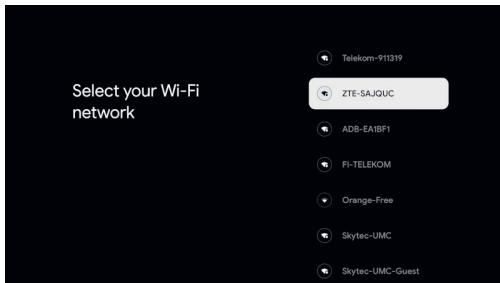 Select your Wi-Fi
network
Telekom-911319
ZTE-SAJQUC
ADB-EA1BF1
FI-TELEKOM
Orange-Free
Skytec-UMC
Skytec-UMC-Guest